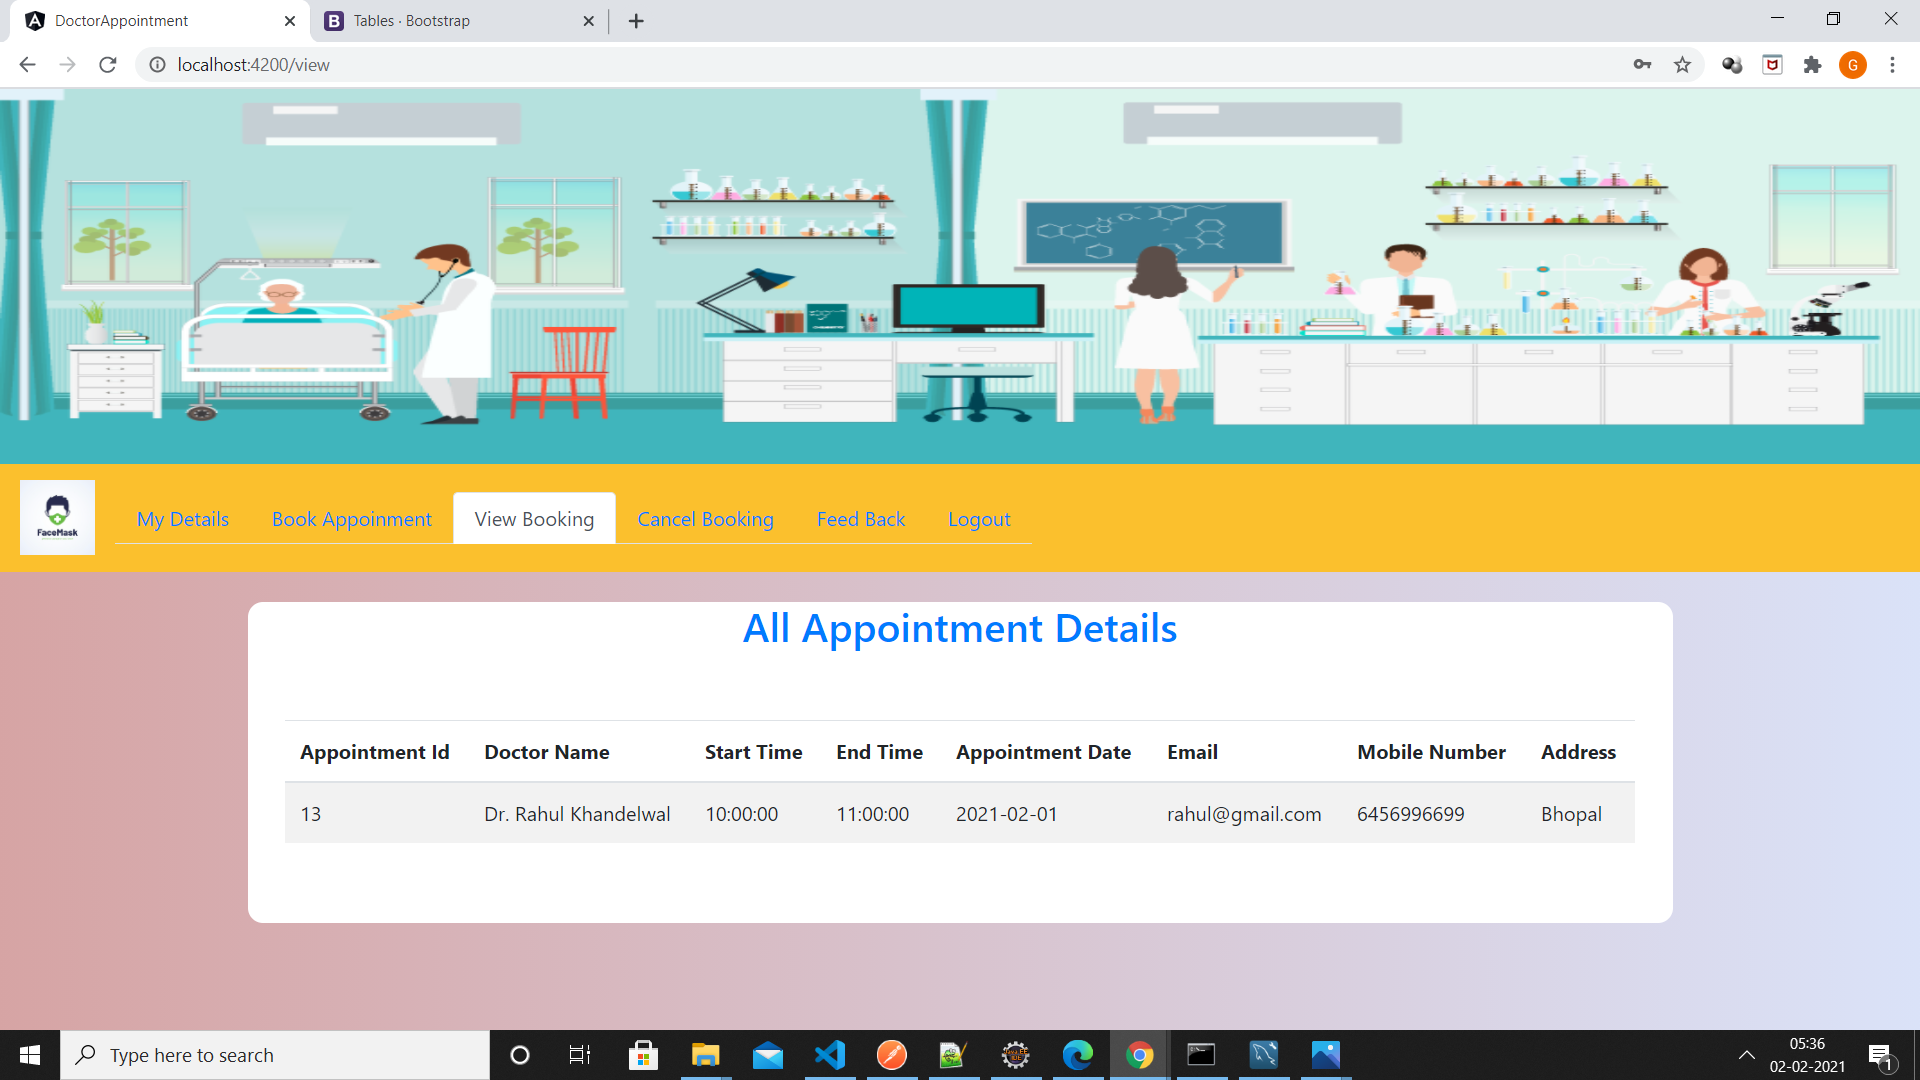 DoctorAppointment
Tables · Bootstrap
localhost:4200/view
G
FaceMask
My Details
Book Appoinment
View Booking
Cancel Booking
Feed Back
Logout
All Appointment Details
Appointment Id Doctor Name Start Time End Time Appointment Date Email Mobile Number Address
13 Dr. Rahul Khandelwal 10:00:00 11:00:00 2021-02-01 rahul@gmail.com 6456996699 Bhopal
Type here to search
05:36
02-02-2021
1